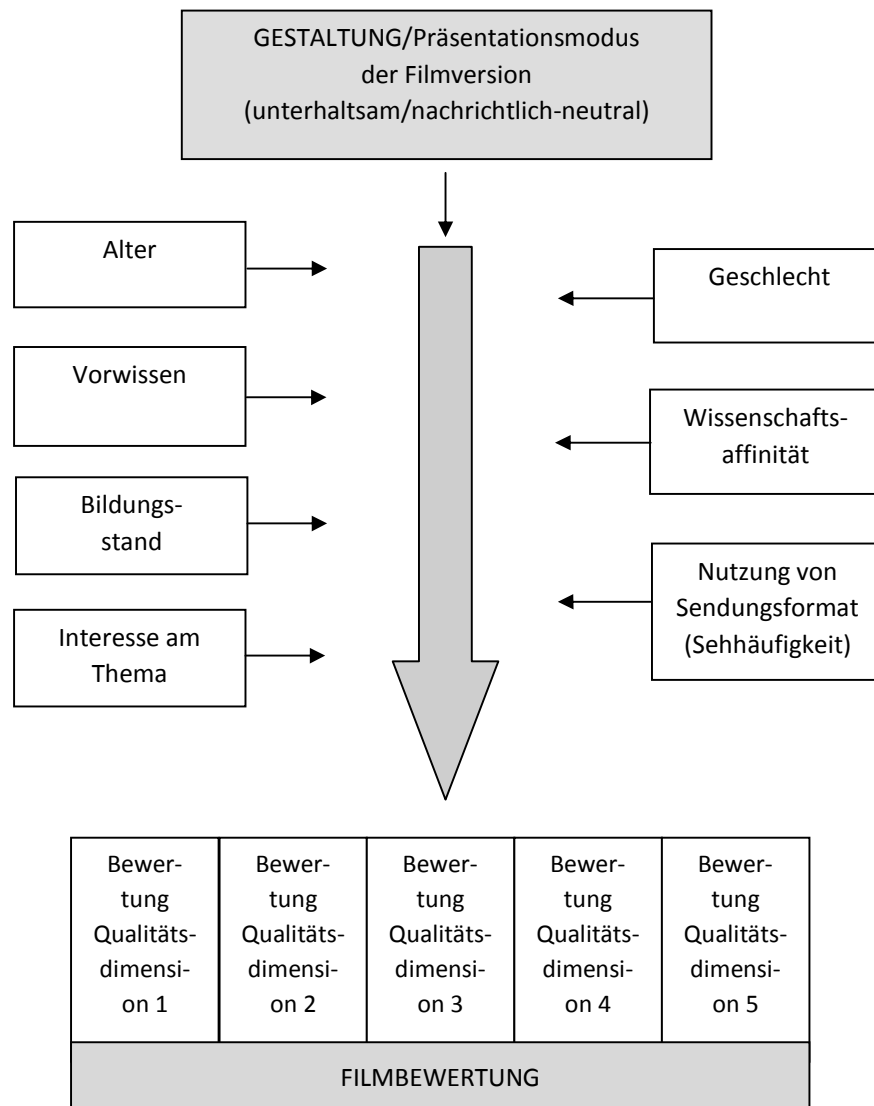 GESTALTUNG/Präsentationsmodus
der Filmversion
(unterhaltsam/nachrichtlich-neutral)
Alter
Vorwissen
Bildungs-
stand
Interesse am
Thema
Geschlecht
Wissenschafts-
affinität
Nutzung von
Sendungsformat
(Sehhäufigkeit)
Bewer-
tung
Qualitäts-
dimensi-
on 1
Bewer-
tung
Qualitäts-
dimensi-
on 2
Bewer-
tung
Qualitäts-
dimensi-
on 3
Bewer-
tung
Qualitäts-
dimensi-
on 4
Bewer-
tung
Qualitäts-
dimensi-
on 5
FILMBEWERTUNG